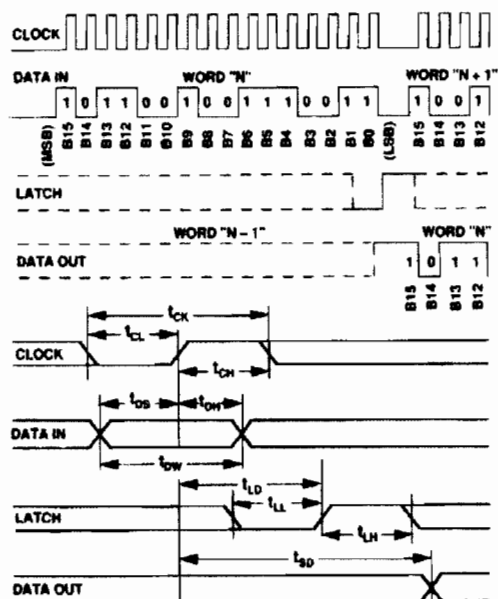 CLOCK
DATA IN WORD "N" WORD "N + 1"
1 0 1 1 0 0 1 0 0 1 1 1 0 0 1 1 1 0 0 1
(MSB) B15 B14 B13 B12 B11 B10 B9 B8 B7 B6 B5 B4 B3 B2 B1 B0 (LSB) B15 B14 B13 B12
LATCH
WORD "N – 1" WORD "N"
DATA OUT 1 0 1 1
B15 B14 B13 B12
tCK
tCL
CLOCK
tCH
tDS tDH
DATA IN
tDW
tLD
tLL
LATCH
tLH
tSD
DATA OUT